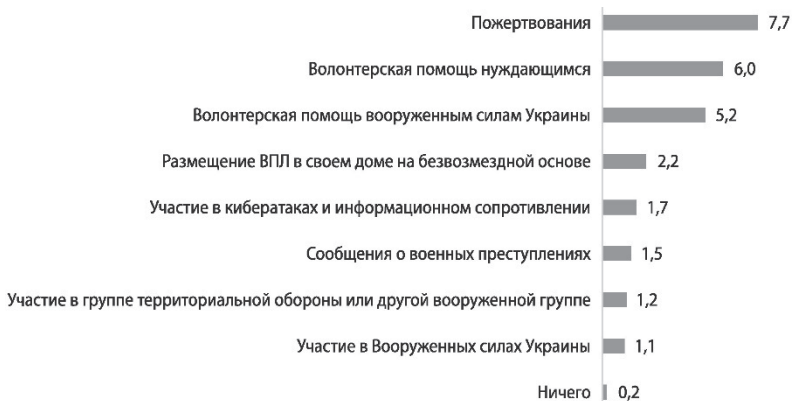 Пожертвования 7,7
Волонтерская помощь нуждающимся 6,0
Волонтерская помощь вооруженным силам Украины 5,2
Размещение ВПЛ в своем доме на безвозмездной основе 2,2
Участие в кибератаках и информационном сопротивлении 1,7
Сообщения о военных преступлениях 1,5
Участие в группе территориальной обороны или другой вооруженной группе 1,2
Участие в Вооруженных силах Украины 1,1
Ничего 0,2